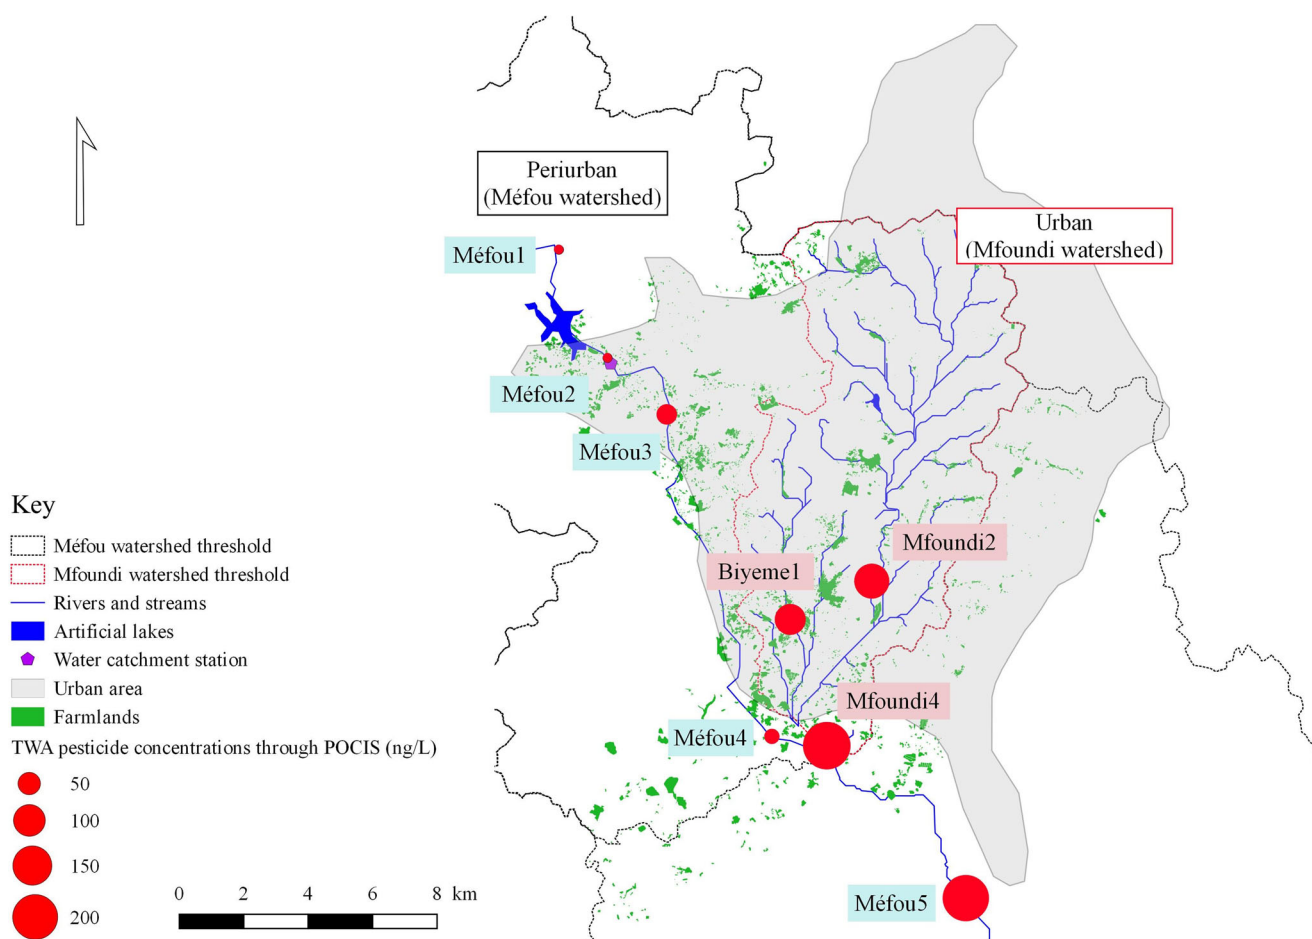 Periurban
(Méfou watershed)
Urban
(Mfoundi watershed)
Méfou1
Méfou2
Méfou3
Mfoundi2
Biyeme1
Mfoundi4
Méfou4
Méfou5
Key
Méfou watershed threshold
Mfoundi watershed threshold
Rivers and streams
Artificial lakes
Water catchment station
Urban area
Farmlands
TWA pesticide concentrations through POCIS (ng/L)
50
100
150
200
0 2 4 6 8 km